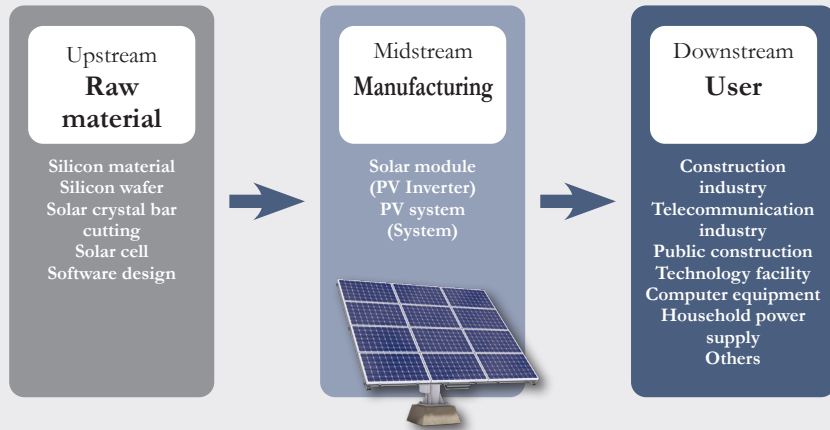 Upstream
Raw
material
Silicon material
Silicon wafer
Solar crystal bar
cutting
Solar cell
Software design
Midstream
Manufacturing
Solar module
(PV Inverter)
PV system
(System)
Downstream
User
Construction
industry
Telecommunication
industry
Public construction
Technology facility
Computer equipment
Household power
supply
Others